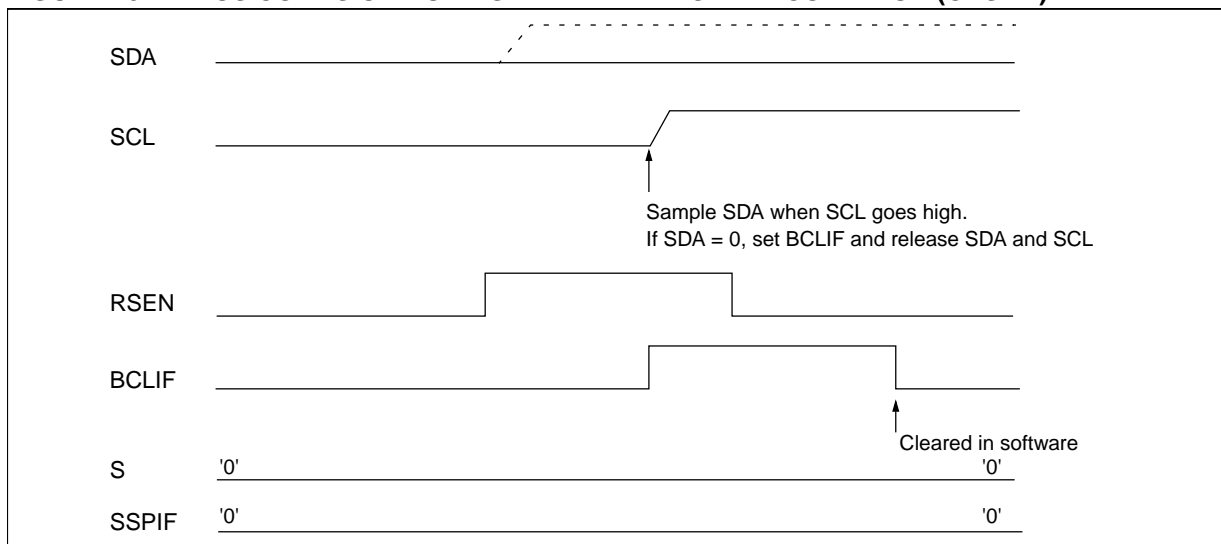 SDA
SCL
Sample SDA when SCL goes high.
If SDA = 0, set BCLIF and release SDA and SCL
RSEN
BCLIF
Cleared in software
S '0' '0'
SSPIF '0' '0'